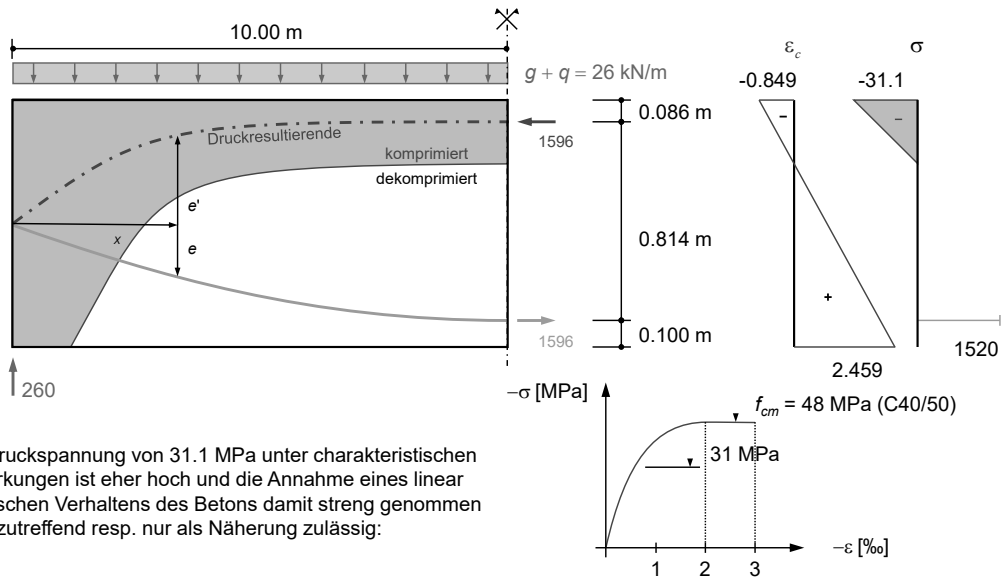 10.00 m
g + q = 26 kN/m
0.086 m
1596
Druckresultierende
komprimiert
dekomprimiert
e'
x
e
0.814 m
1596
0.100 m
260
ε_c
σ
-0.849
-31.1
–
–
+
2.459
1520
–σ [MPa]
f_cm = 48 MPa (C40/50)
31 MPa
–ε [‰]
1
2
3
ruckspannung von 31.1 MPa unter charakteristischen
rkungen ist eher hoch und die Annahme eines linear
schen Verhaltens des Betons damit streng genommen
zutreffend resp. nur als Näherung zulässig: